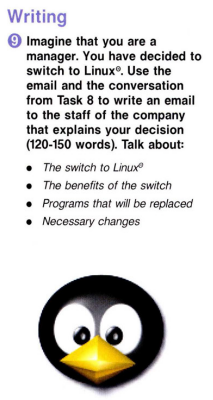 Writing
9 Imagine that you are a
manager. You have decided to
switch to Linux®. Use the
email and the conversation
from Task 8 to write an email
to the staff of the company
that explains your decision
(120-150 words). Talk about:
• The switch to Linux®
• The benefits of the switch
• Programs that will be replaced
• Necessary changes